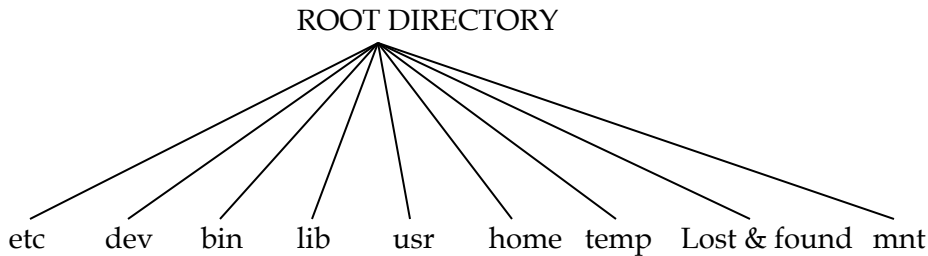 ROOT DIRECTORY
etc dev bin lib usr home temp Lost & found mnt